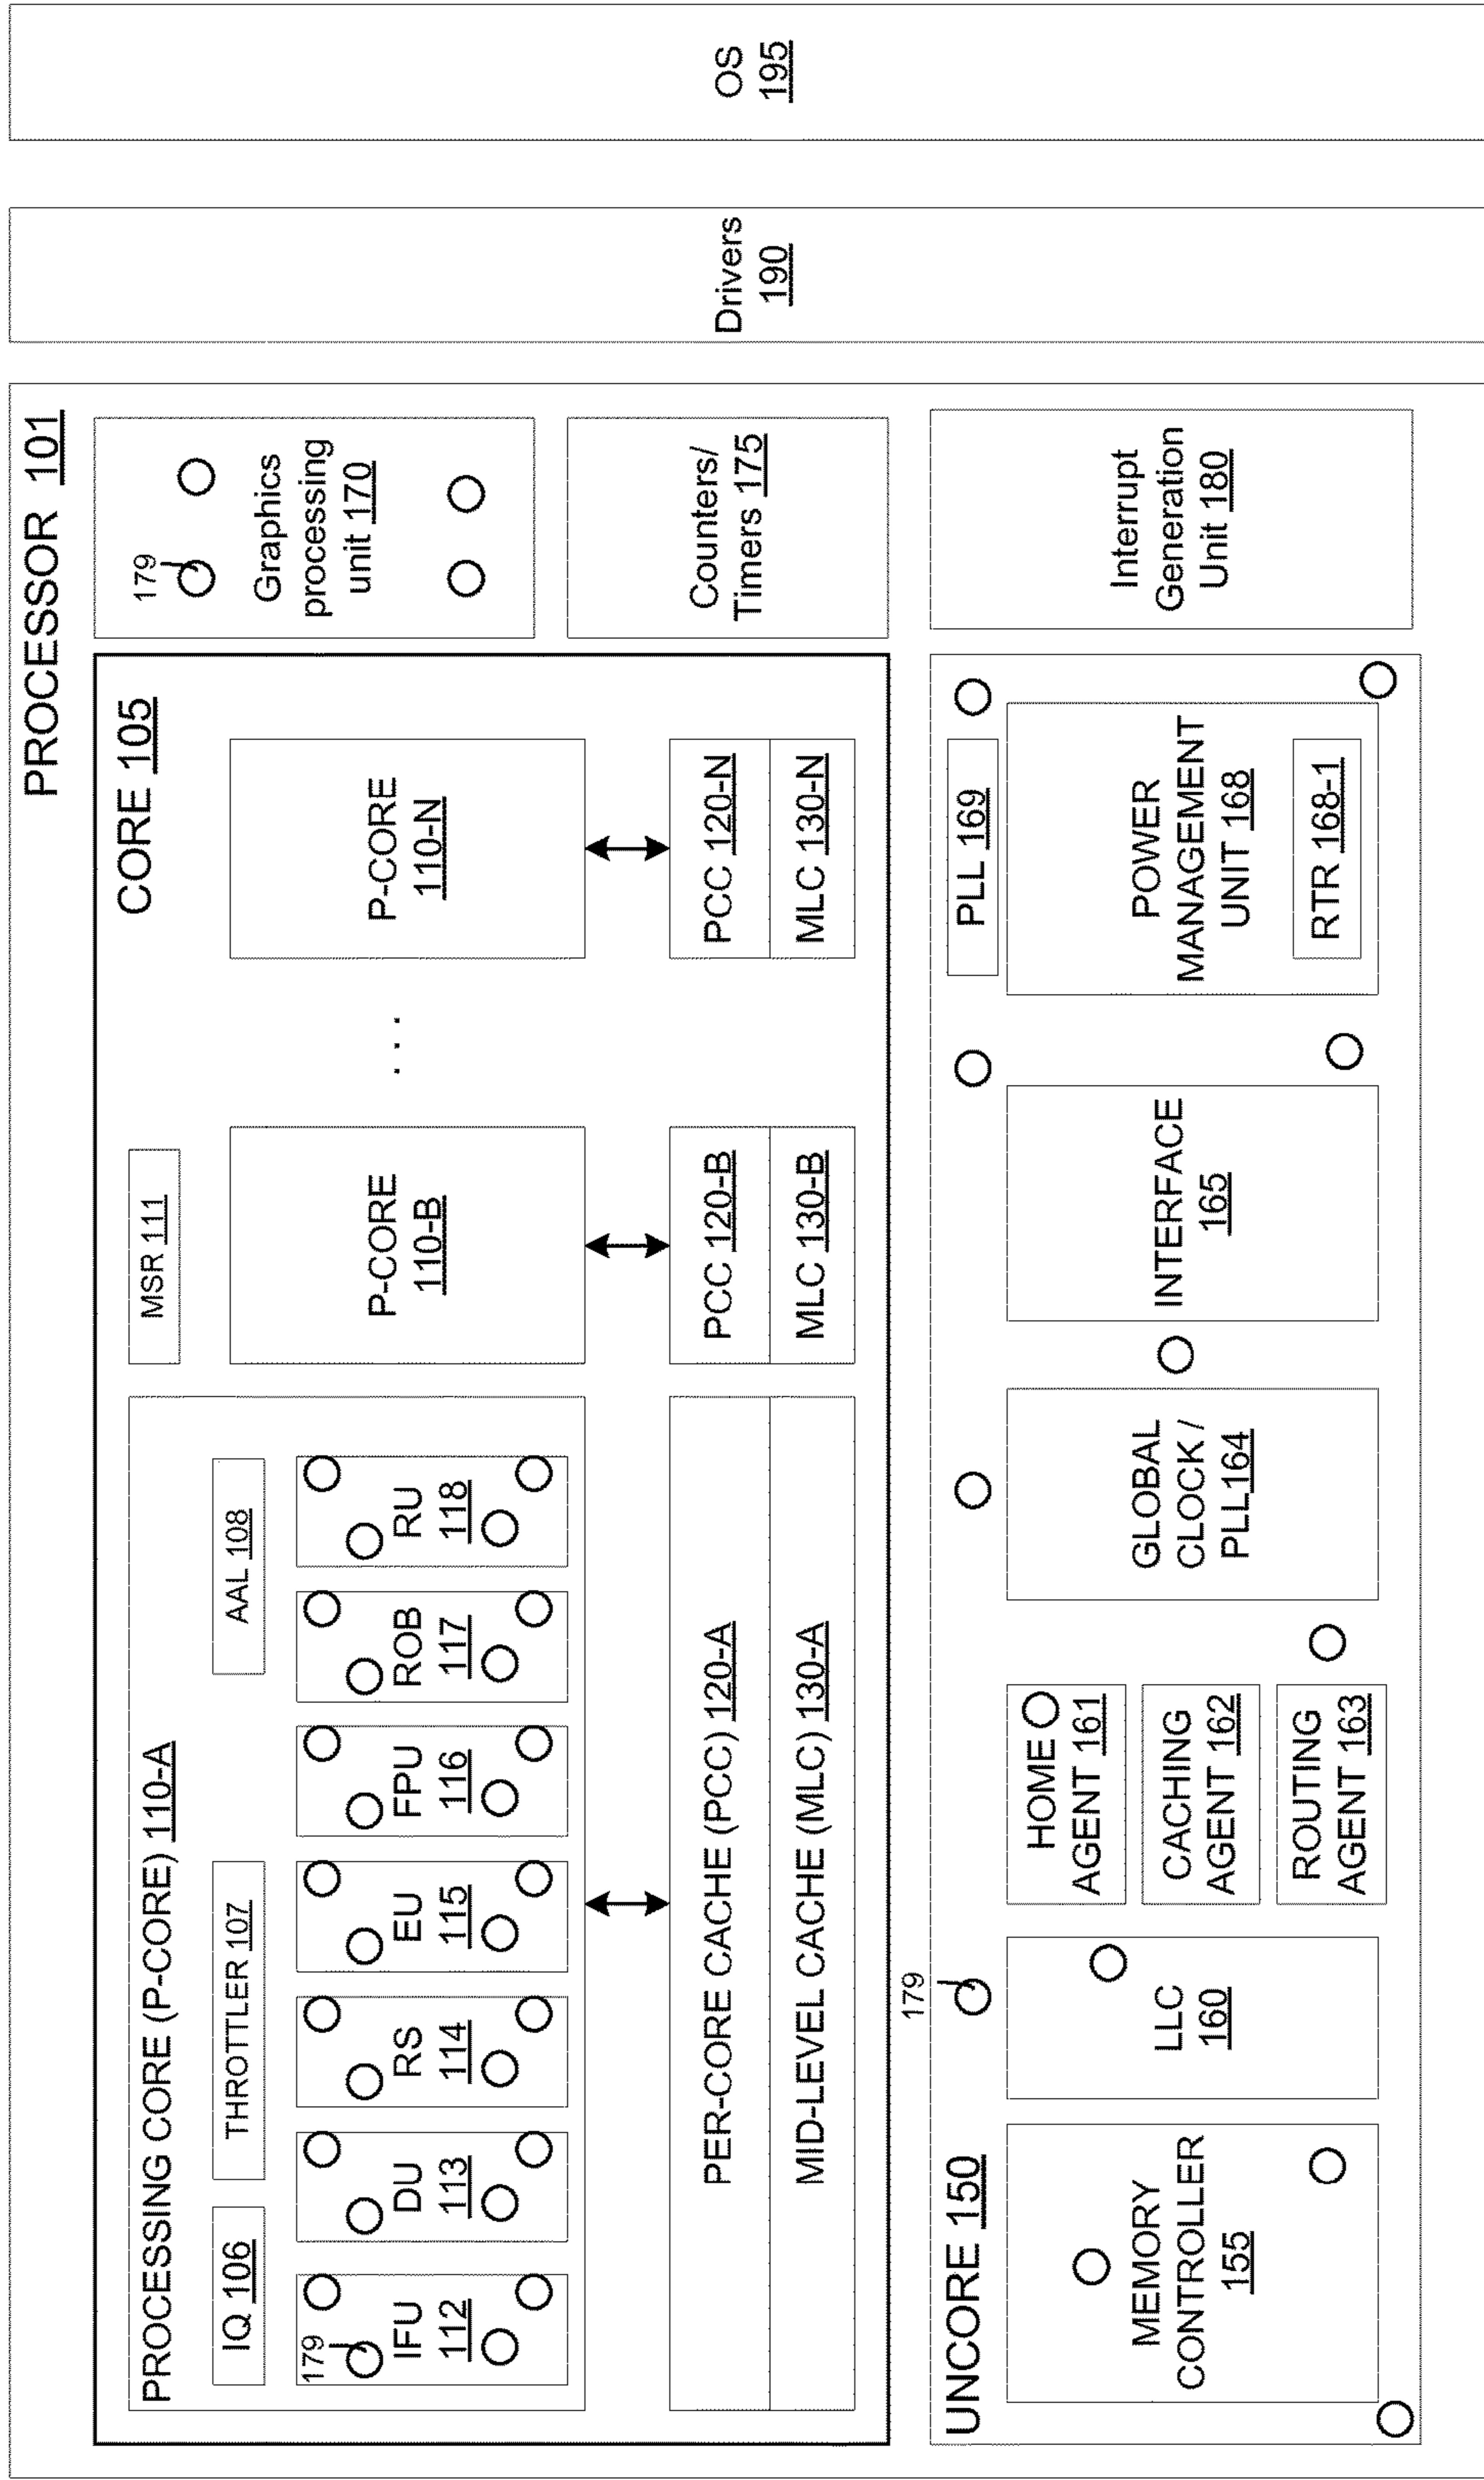 PROCESSOR 101
CORE 105
PROCESSING CORE (P-CORE) 110-A
IQ 106
THROTTLER 107
AAL 108
179
IFU
112
DU
113
RS
114
EU
115
FPU
116
ROB
117
RU
118
PER-CORE CACHE (PCC) 120-A
MID-LEVEL CACHE (MLC) 130-A
MSR 111
P-CORE
110-B
PCC 120-B
MLC 130-B
. . .
P-CORE
110-N
PCC 120-N
MLC 130-N
179
Graphics
processing
unit 170
Counters/
Timers 175
UNCORE 150
179
MEMORY
CONTROLLER
155
LLC
160
HOME
AGENT 161
CACHING
AGENT 162
ROUTING
AGENT 163
GLOBAL
CLOCK /
PLL164
INTERFACE
165
PLL 169
POWER
MANAGEMENT
UNIT 168
RTR 168-1
Interrupt
Generation
Unit 180
Drivers
190
OS
195